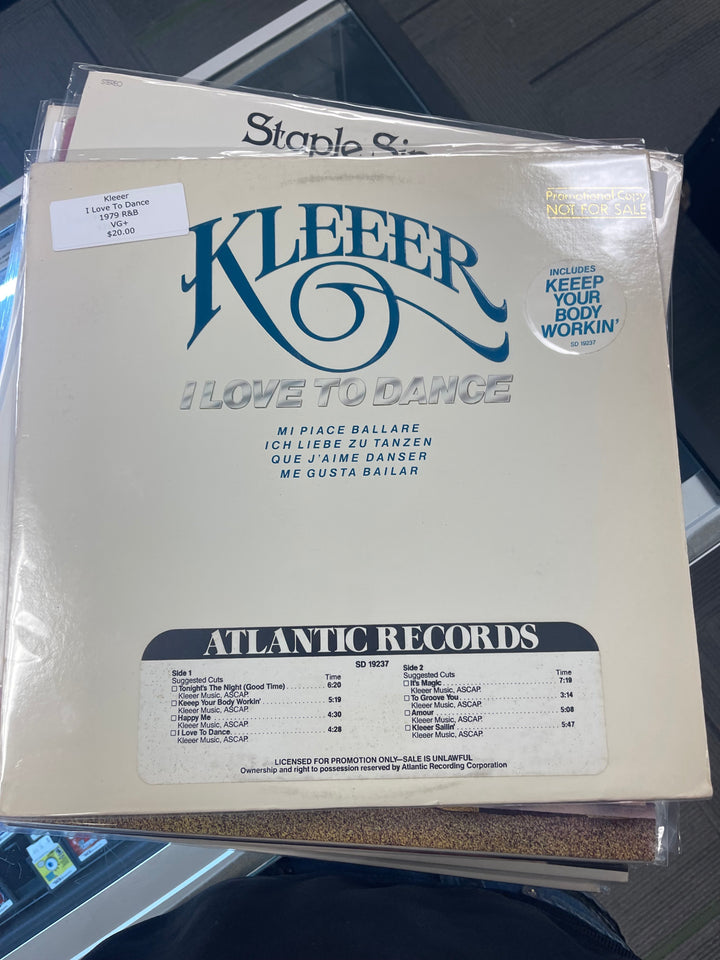 STEREO
Staple Sin
Kleeer
I Love To Dance
1979 R&B
VG+
$20.00
Promotional Copy
NOT FOR SALE
KLEEER
INCLUDES
KEEEP
YOUR
BODY
WORKIN'
SD 19237
I LOVE TO DANCE
MI PIACE BALLARE
ICH LIEBE ZU TANZEN
QUE J'AIME DANSER
ME GUSTA BAILAR
ATLANTIC RECORDS
SD 19237
Side 1
Suggested Cuts Time
Tonight's The Night (Good Time) 6:20
Kleeer Music, ASCAP.
Keeep Your Body Workin' 5:19
Kleeer Music, ASCAP.
Happy Me 4:30
Kleeer Music, ASCAP.
I Love To Dance 4:28
Kleeer Music, ASCAP.
Side 2
Suggested Cuts Time
It's Magic 7:19
Kleeer Music, ASCAP.
To Groove You 3:14
Kleeer Music, ASCAP.
Amour 5:08
Kleeer Music, ASCAP.
Kleeer Sailin' 5:47
Kleeer Music, ASCAP.
LICENSED FOR PROMOTION ONLY—SALE IS UNLAWFUL
Ownership and right to possession reserved by Atlantic Recording Corporation